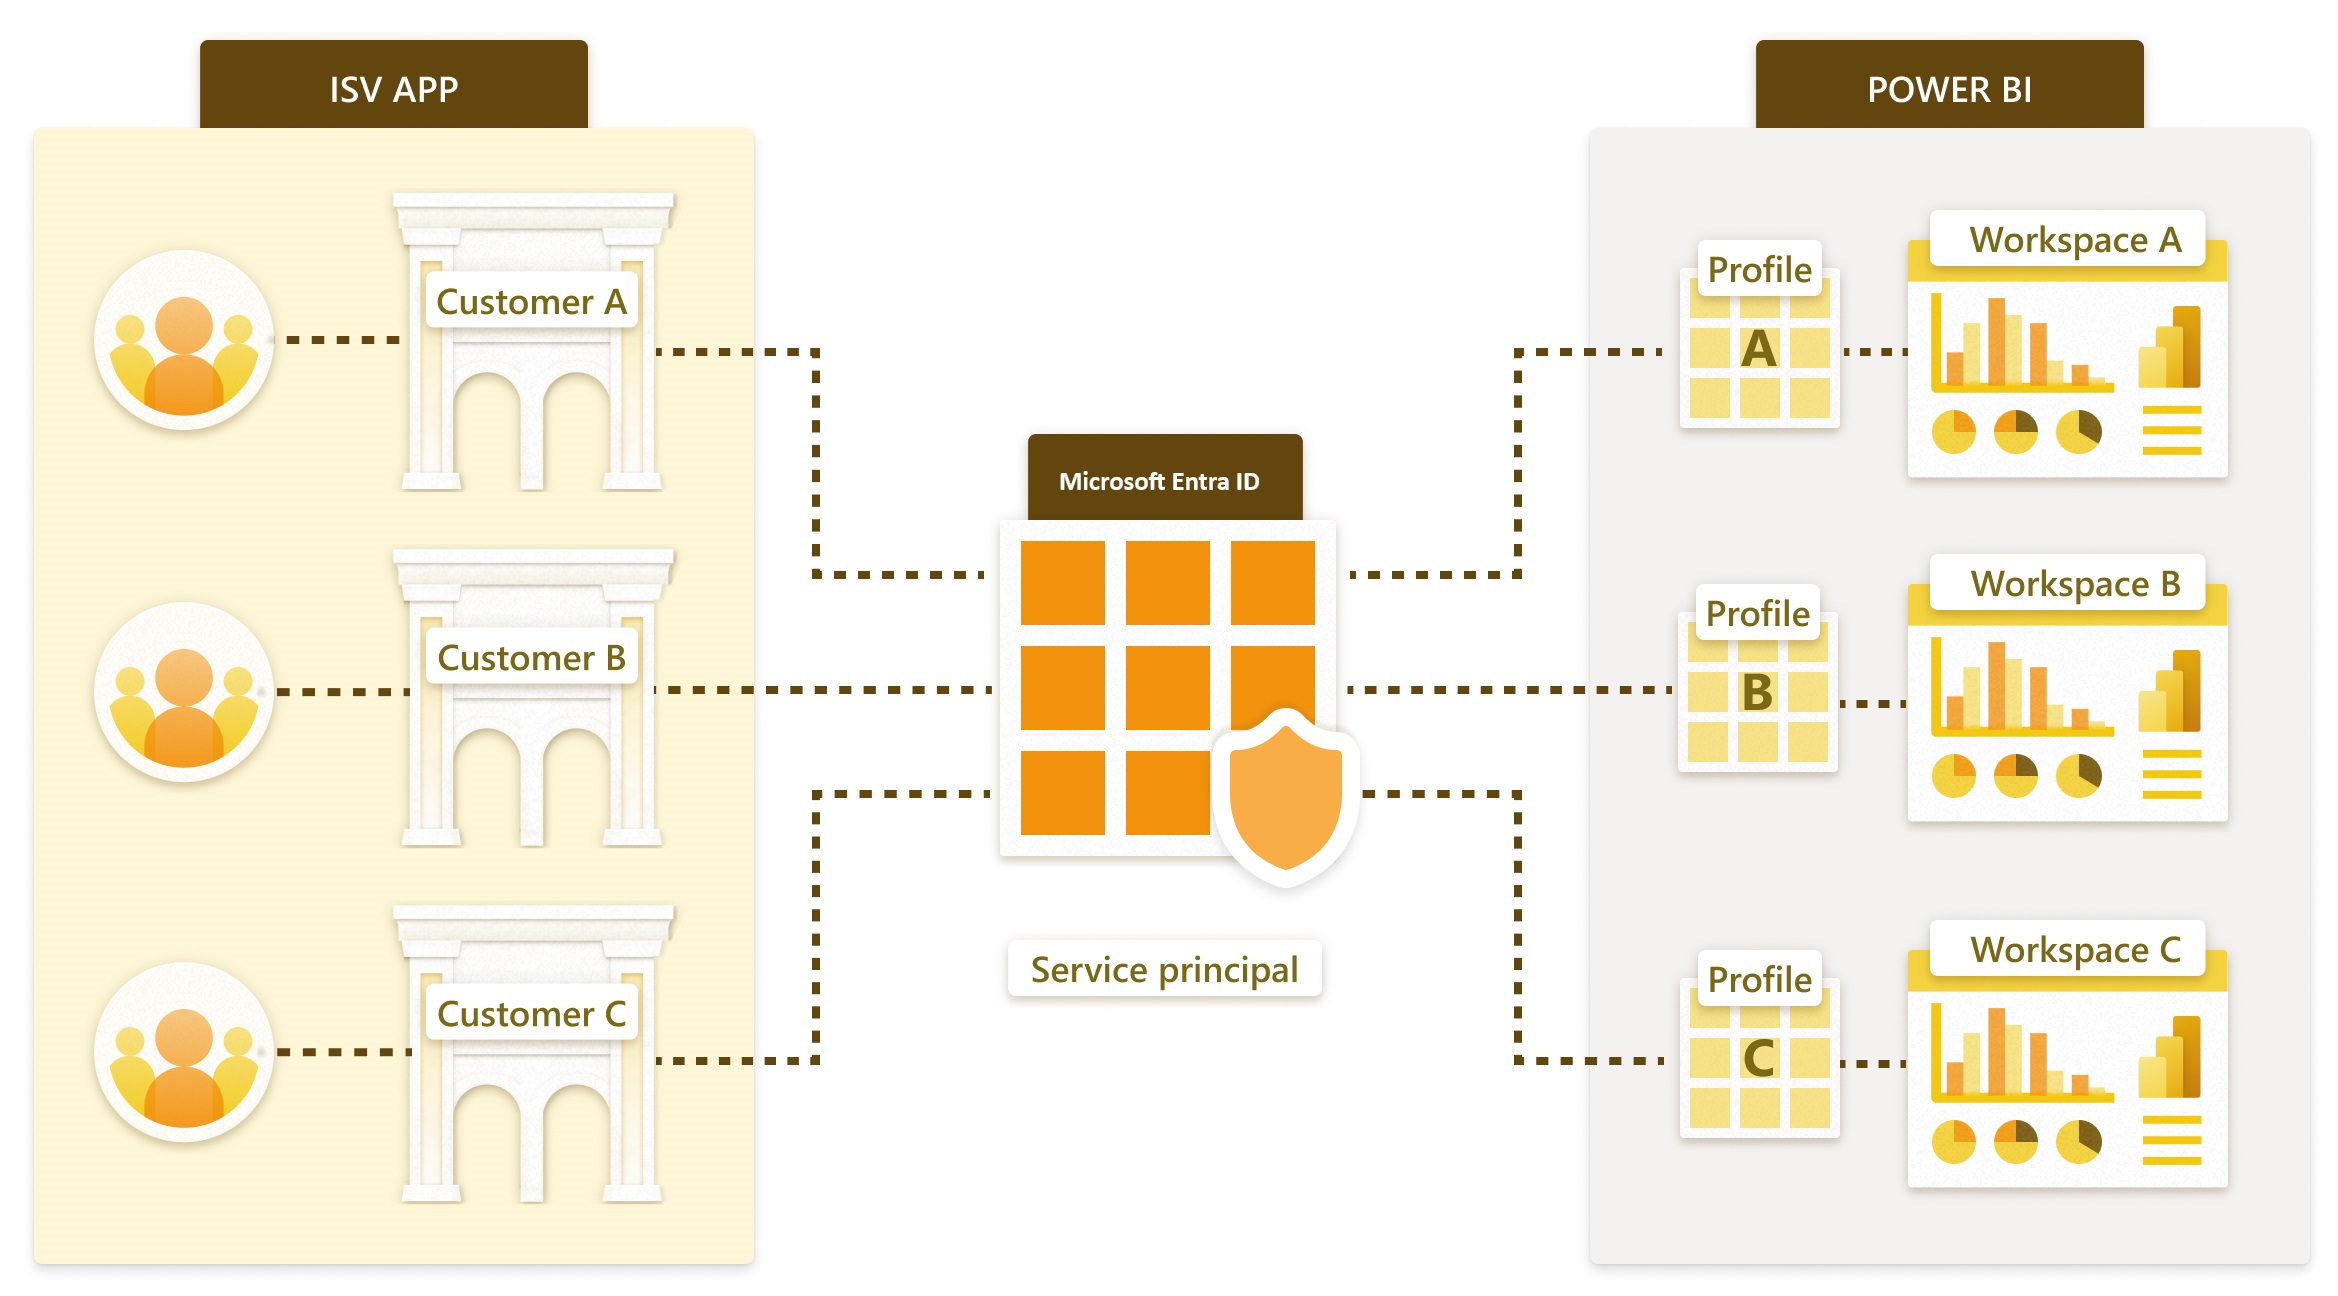 ISV APP
Customer A
Customer B
Customer C
Microsoft Entra ID
Service principal
POWER BI
Profile
A
Workspace A
Profile
B
Workspace B
Profile
C
Workspace C